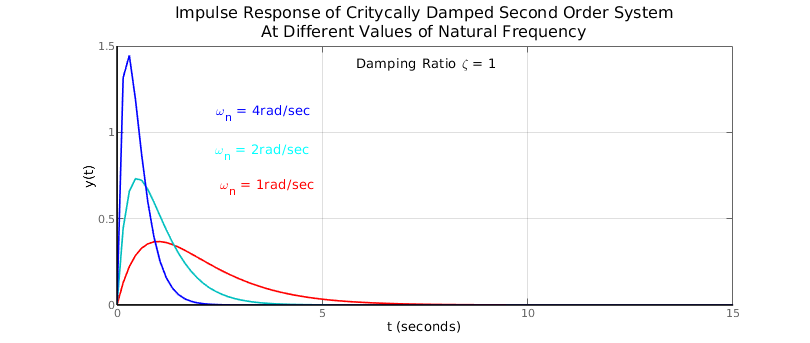 Impulse Response of Critycally Damped Second Order System
At Different Values of Natural Frequency
Damping Ratio ζ = 1
ωn = 4rad/sec
ωn = 2rad/sec
ωn = 1rad/sec
y(t)
1.5
1
0.5
0
0
5
10
15
t (seconds)